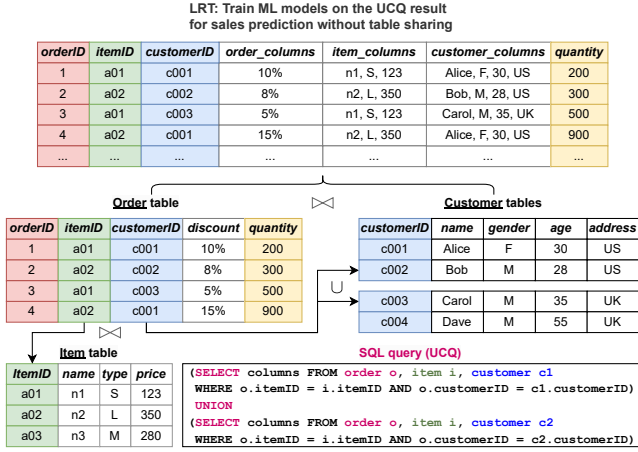 LRT: Train ML models on the UCQ result
for sales prediction without table sharing
orderID itemID customerID order_columns item_columns customer_columns quantity
1 a01 c001 10% n1, S, 123 Alice, F, 30, US 200
2 a02 c002 8% n2, L, 350 Bob, M, 28, US 300
3 a01 c003 5% n1, S, 123 Carol, M, 35, UK 500
4 a02 c001 15% n2, L, 350 Alice, F, 30, US 900
... ... ... ... ... ... ...
Order table
⋈
Customer tables
orderID itemID customerID discount quantity
1 a01 c001 10% 200
2 a02 c002 8% 300
3 a01 c003 5% 500
4 a02 c001 15% 900
customerID name gender age address
c001 Alice F 30 US
c002 Bob M 28 US
∪
c003 Carol M 35 UK
c004 Dave M 55 UK
⋈
Item table
ItemID name type price
a01 n1 S 123
a02 n2 L 350
a03 n3 M 280
SQL query (UCQ)
(SELECT columns FROM order o, item i, customer c1
WHERE o.itemID = i.itemID AND o.customerID = c1.customerID)
UNION
(SELECT columns FROM order o, item i, customer c2
WHERE o.itemID = i.itemID AND o.customerID = c2.customerID)